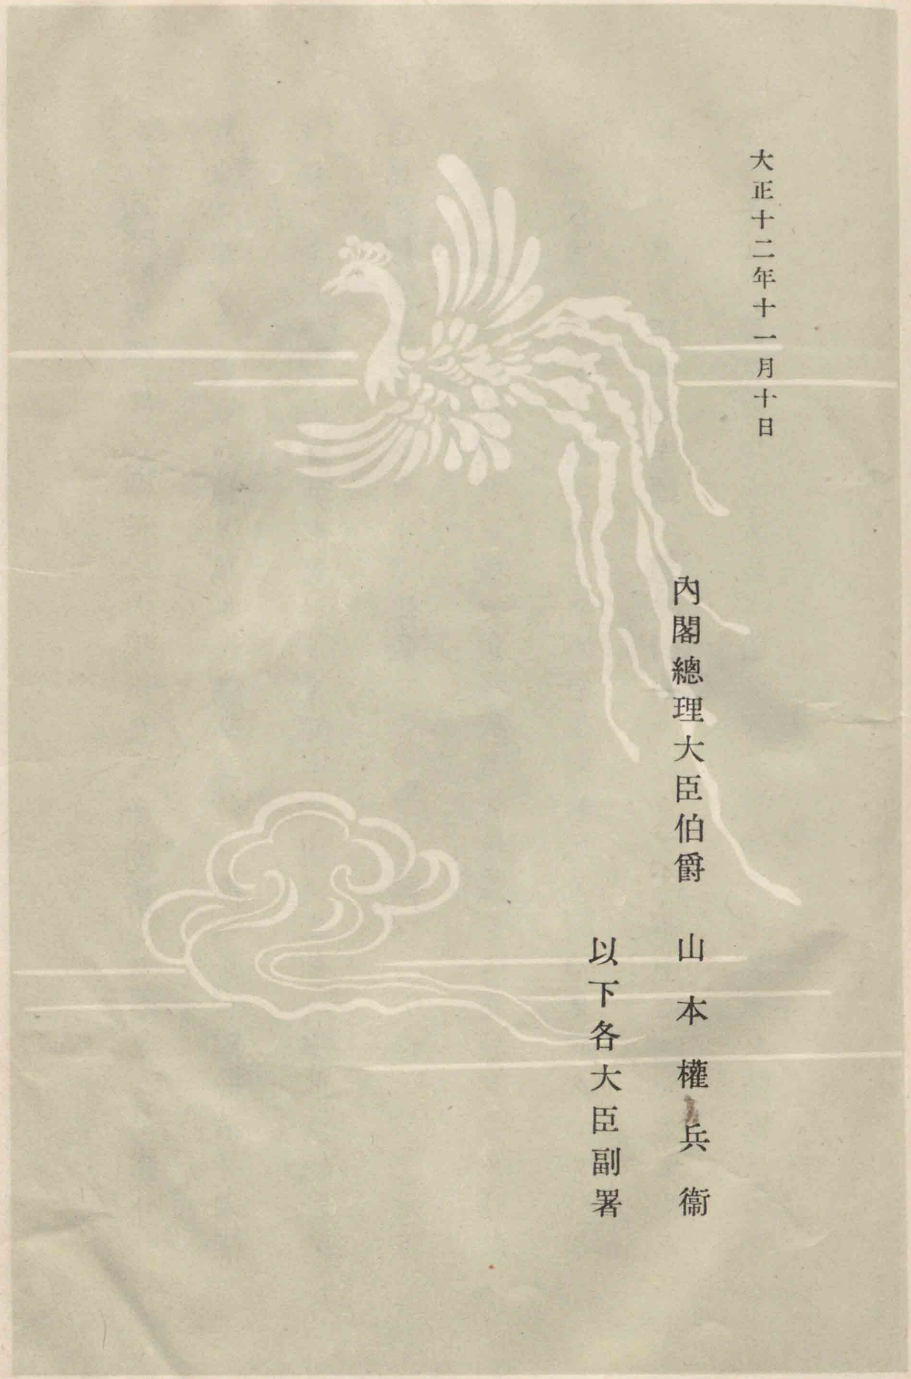 大正十二年十一月十日
內閣總理大臣伯爵 山本權兵衞
以下各大臣副署